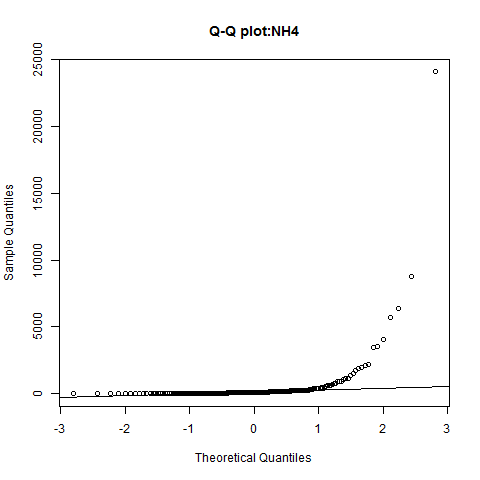 Q-Q plot:NH4
25000
20000
15000
10000
5000
0
Sample Quantiles
-3 -2 -1 0 1 2 3
Theoretical Quantiles